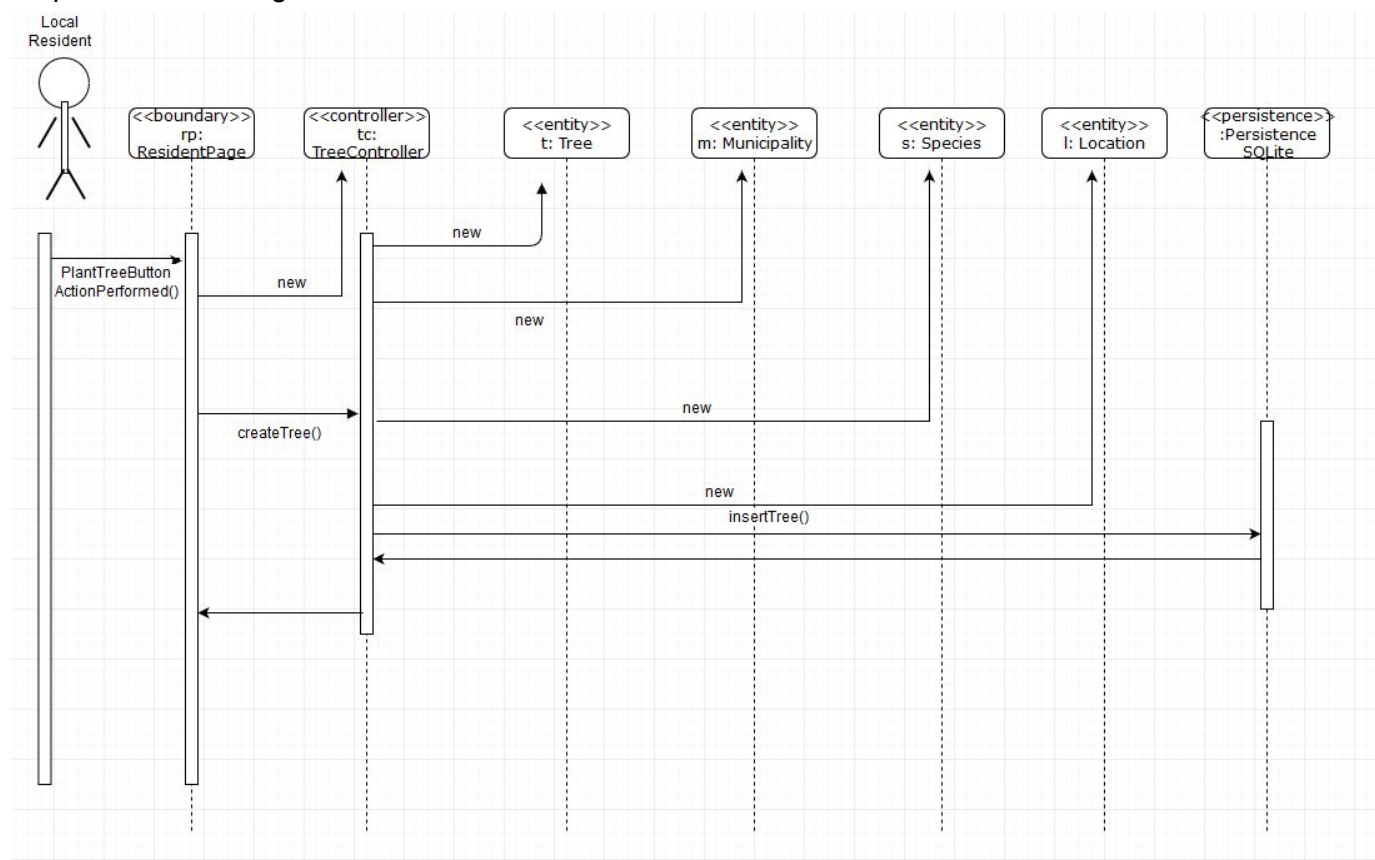 Local
Resident
<<boundary>>
rp:
ResidentPage
<<controller>>
tc:
TreeController
<<entity>>
t: Tree
<<entity>>
m: Municipality
<<entity>>
s: Species
<<entity>>
l: Location
<<persistence>>
:Persistence
SQLite
new
PlantTreeButton
ActionPerformed()
new
new
new
createTree()
new
insertTree()